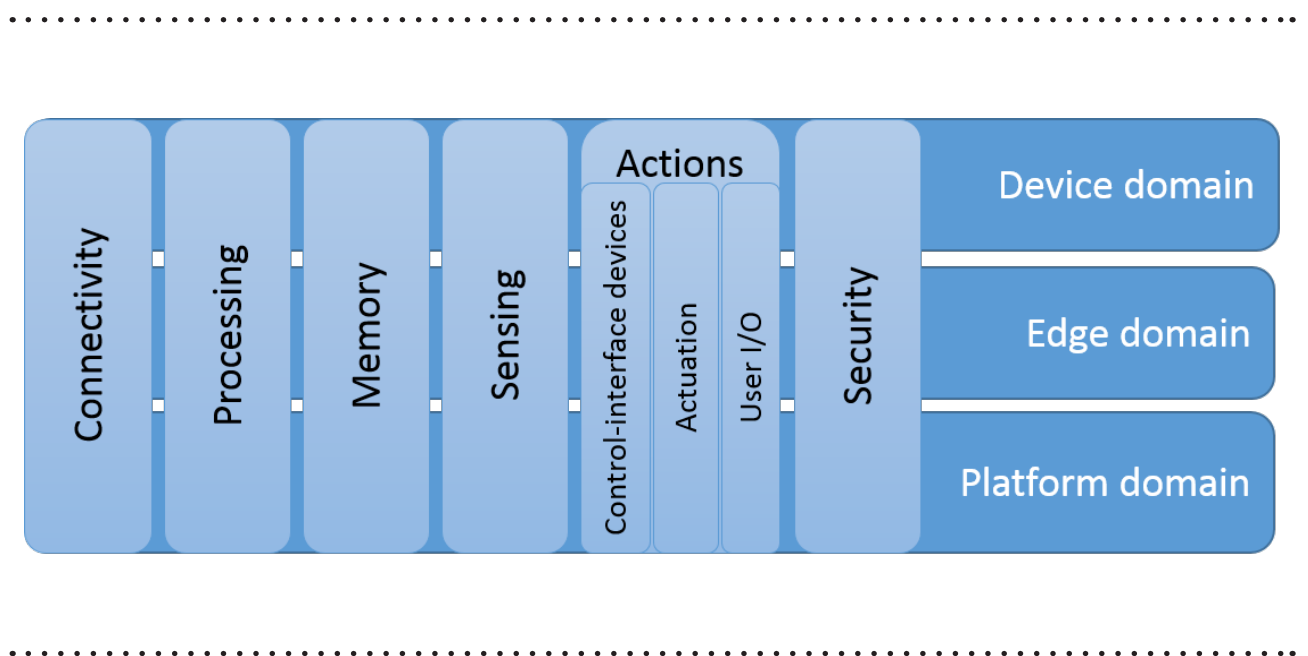 Connectivity
Processing
Memory
Sensing
Actions
Control-interface devices
Actuation
User I/O
Security
Device domain
Edge domain
Platform domain